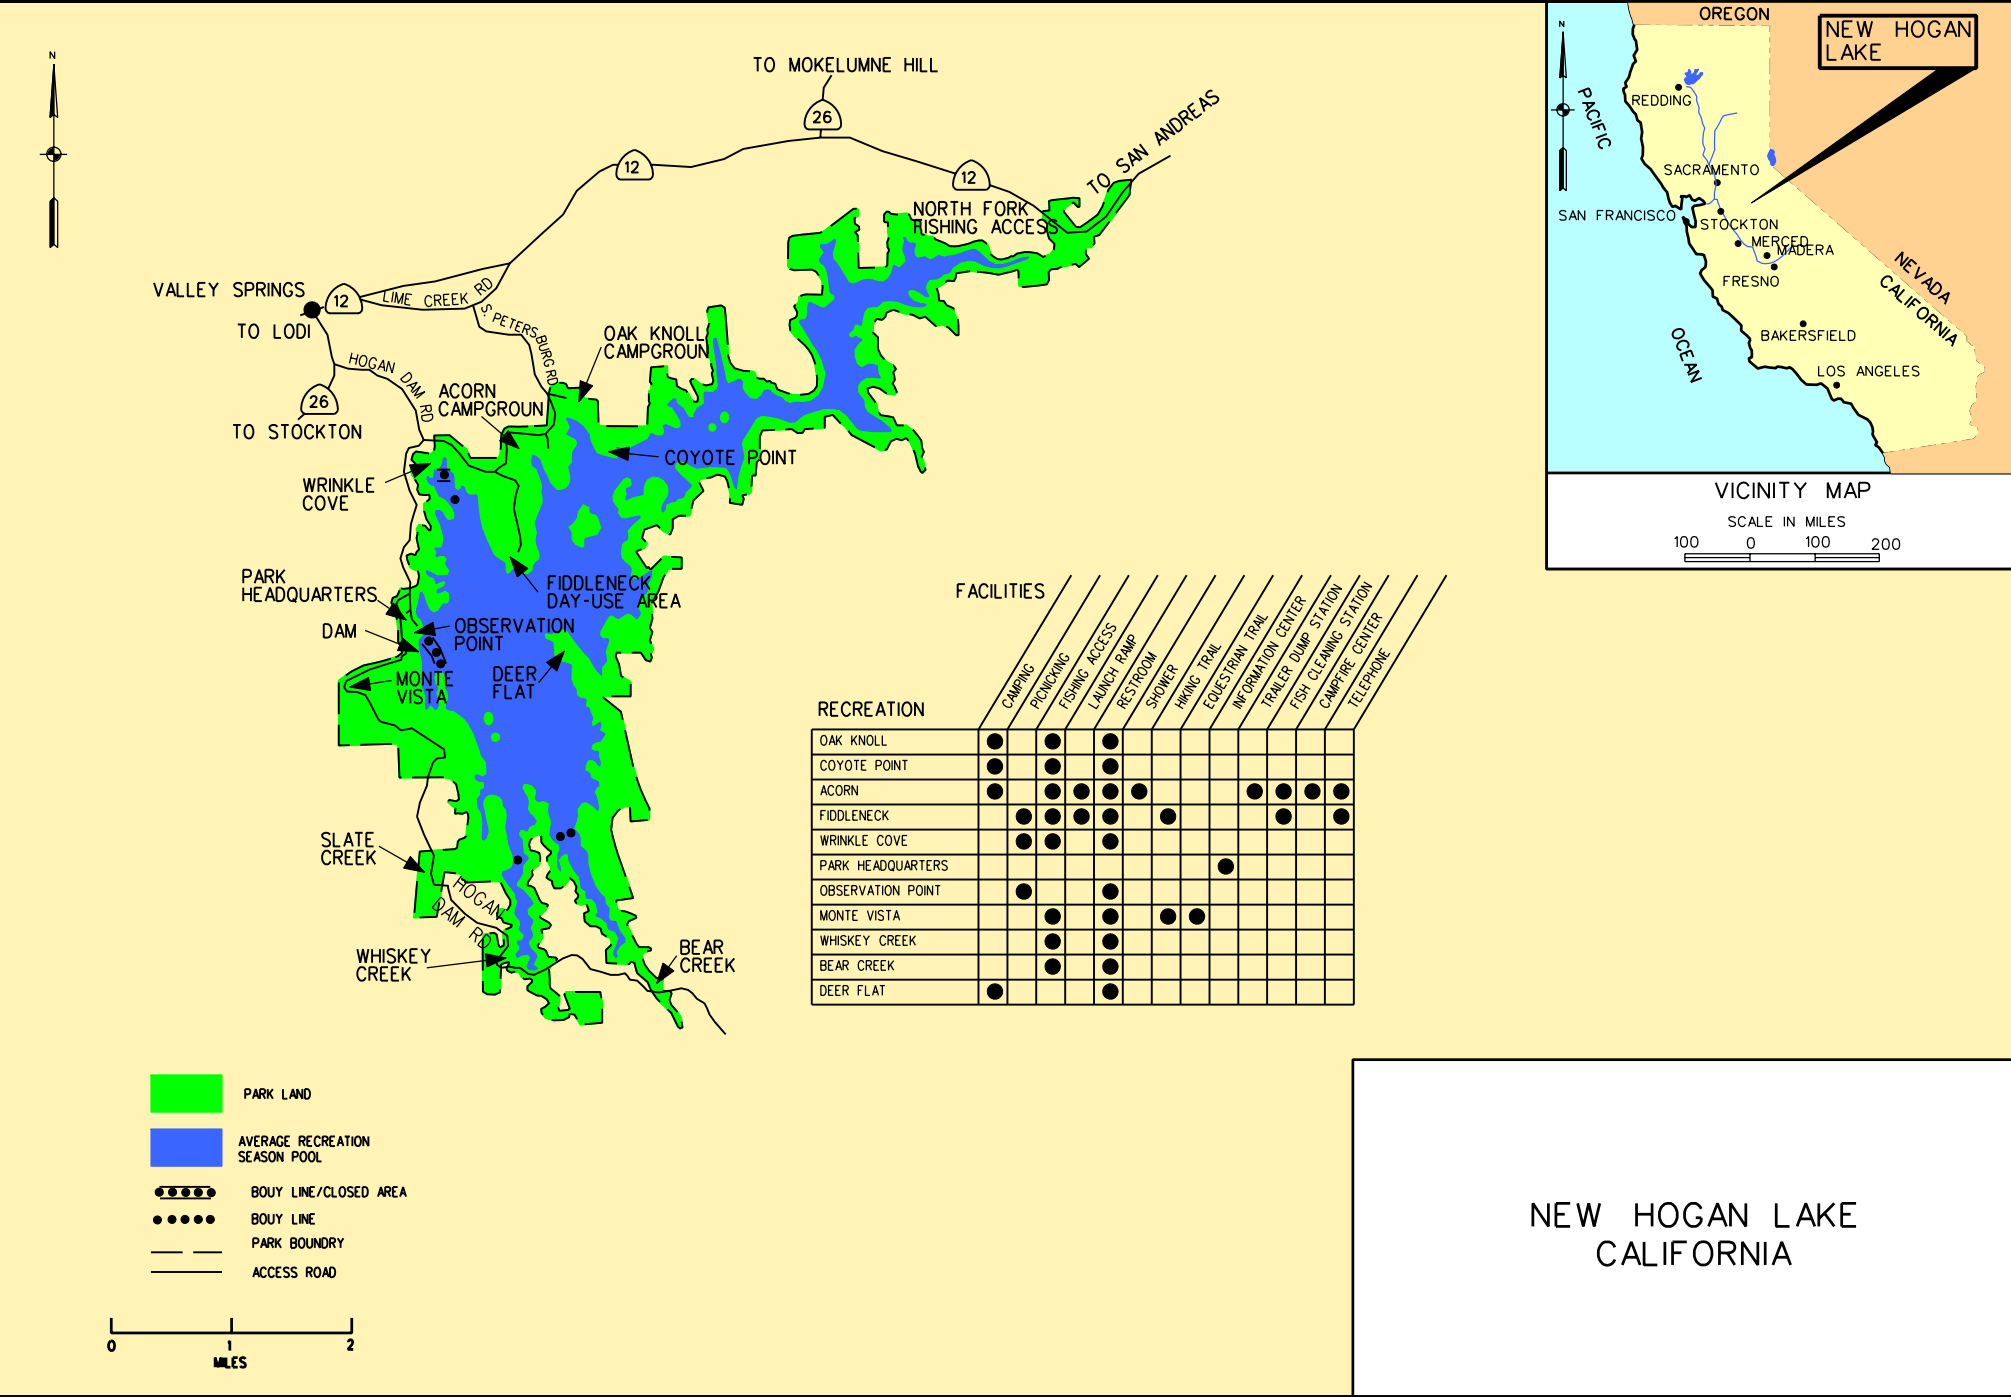 N
TO MOKELUMNE HILL
26
12
12
TO SAN ANDREAS
NORTH FORK
FISHING ACCESS
VALLEY SPRINGS
12
LIME CREEK RD
TO LODI
S. PETERSBURG RD
OAK KNOLL
CAMPGROUN
HOGAN DAM RD
ACORN
CAMPGROUN
26
TO STOCKTON
COYOTE POINT
WRINKLE
COVE
PARK
HEADQUARTERS
FIDDLENECK
DAY-USE AREA
DAM
OBSERVATION
POINT
MONTE
VISTA
DEER
FLAT
SLATE
CREEK
HOGAN
DAM RD
WHISKEY
CREEK
BEAR
CREEK
FACILITIES
CAMPING
PICNICKING
FISHING ACCESS
LAUNCH RAMP
RESTROOM
SHOWER
HIKING TRAIL
EQUESTRIAN TRAIL
INFORMATION CENTER
TRAILER DUMP STATION
FISH CLEANING STATION
CAMPFIRE CENTER
TELEPHONE
RECREATION
OAK KNOLL
COYOTE POINT
ACORN
FIDDLENECK
WRINKLE COVE
PARK HEADQUARTERS
OBSERVATION POINT
MONTE VISTA
WHISKEY CREEK
BEAR CREEK
DEER FLAT
PARK LAND
AVERAGE RECREATION
SEASON POOL
BOUY LINE/CLOSED AREA
BOUY LINE
PARK BOUNDRY
ACCESS ROAD
0 1 2
MILES
OREGON
NEW HOGAN
LAKE
N
PACIFIC
REDDING
SACRAMENTO
SAN FRANCISCO
STOCKTON
MERCED
MADERA
FRESNO
NEVADA
CALIFORNIA
OCEAN
BAKERSFIELD
LOS ANGELES
VICINITY MAP
SCALE IN MILES
100 0 100 200
NEW HOGAN LAKE
CALIFORNIA